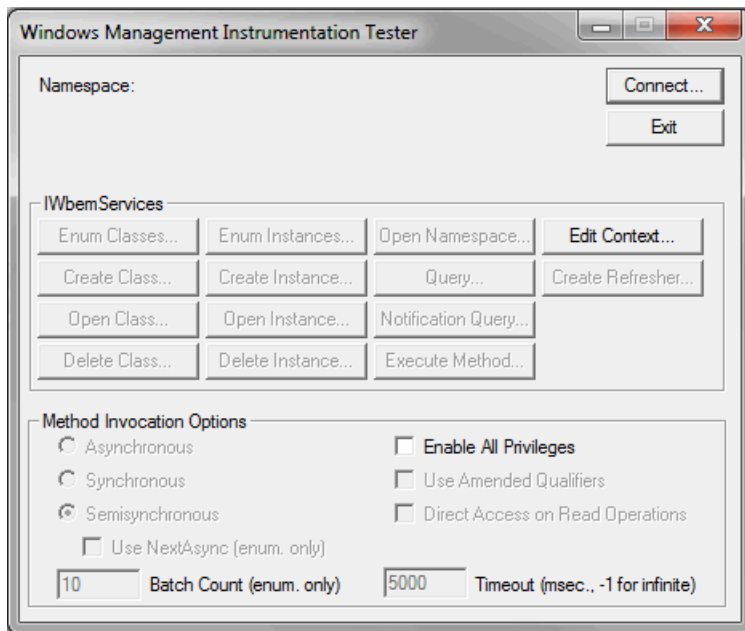 Windows Management Instrumentation Tester
Namespace:
Connect...
Exit
IWbemServices
Enum Classes... Enum Instances... Open Namespace... Edit Context...
Create Class... Create Instance... Query... Create Refresher...
Open Class... Open Instance... Notification Query...
Delete Class... Delete Instance... Execute Method...
Method Invocation Options
Asynchronous Enable All Privileges
Synchronous Use Amended Qualifiers
Semisynchronous Direct Access on Read Operations
Use NextAsync (enum. only)
10 Batch Count (enum. only) 5000 Timeout (msec., -1 for infinite)